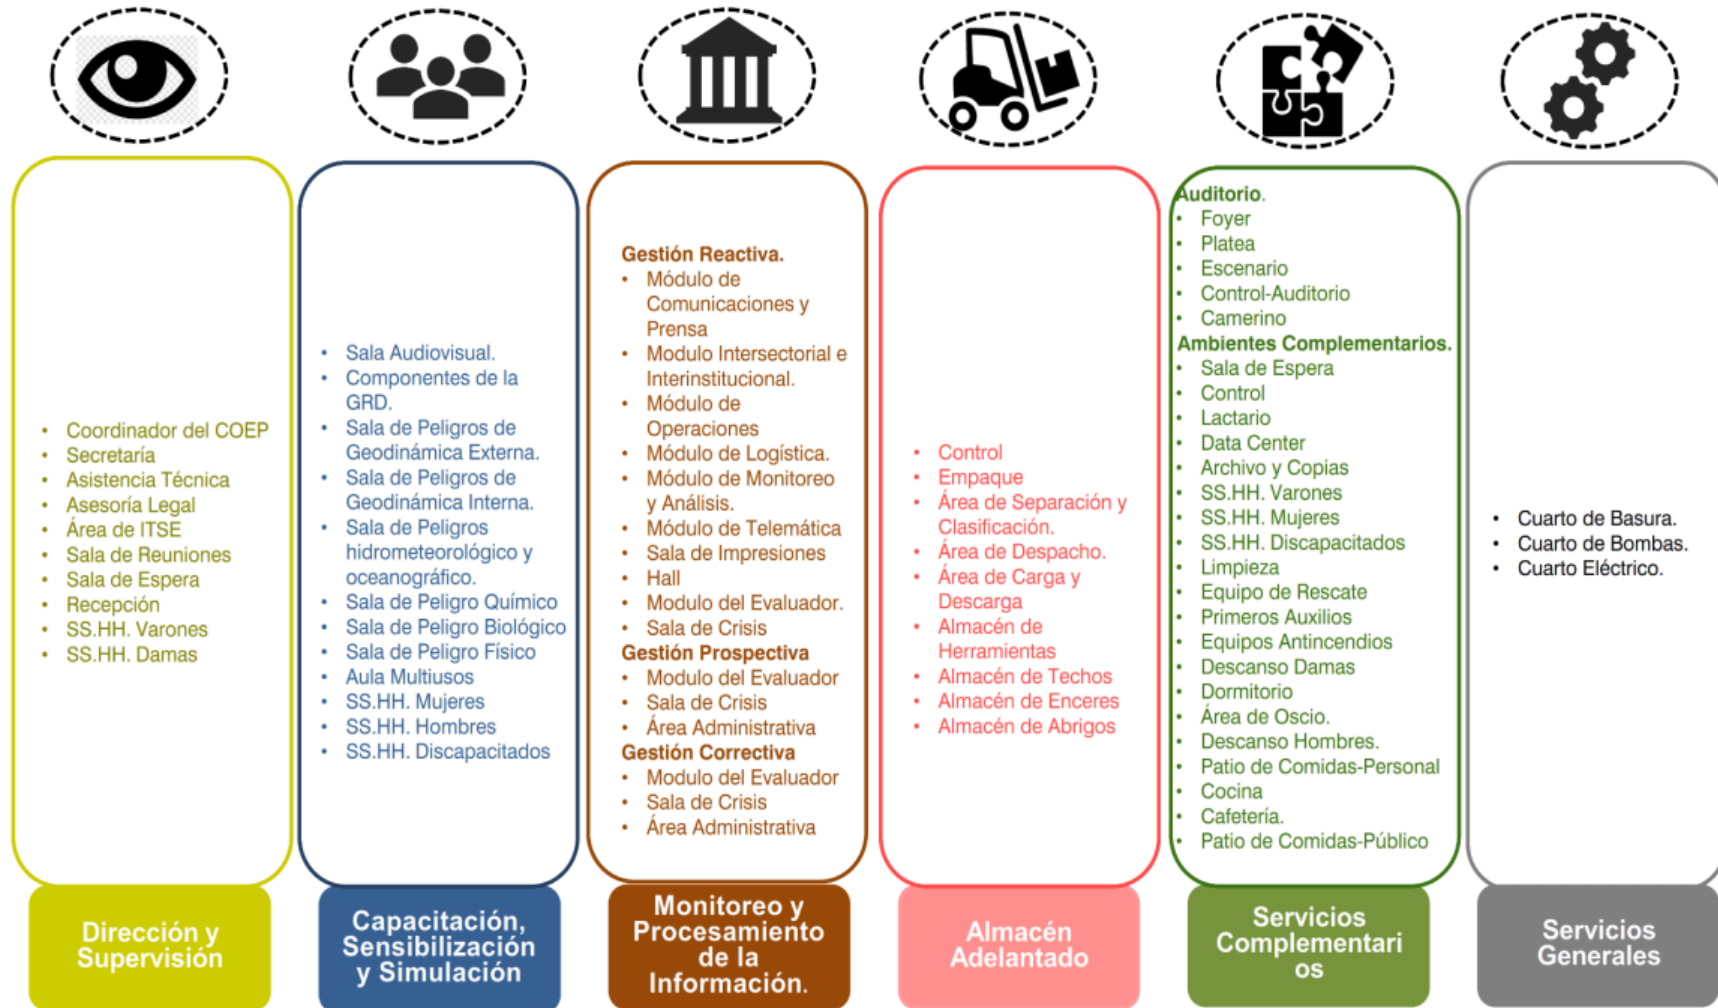 • Coordinador del COEP
• Secretaría
• Asistencia Técnica
• Asesoría Legal
• Área de ITSE
• Sala de Reuniones
• Sala de Espera
• Recepción
• SS.HH. Varones
• SS.HH. Damas
Dirección y
Supervisión
• Sala Audiovisual.
• Componentes de la
GRD.
• Sala de Peligros de
Geodinámica Externa.
• Sala de Peligros de
Geodinámica Interna.
• Sala de Peligros
hidrometeorológico y
oceanográfico.
• Sala de Peligro Químico
• Sala de Peligro Biológico
• Sala de Peligro Físico
• Aula Multiusos
• SS.HH. Mujeres
• SS.HH. Hombres
• SS.HH. Discapacitados
Capacitación,
Sensibilización
y Simulación
Gestión Reactiva.
• Módulo de
Comunicaciones y
Prensa
• Modulo Intersectorial e
Interinstitucional.
• Módulo de
Operaciones
• Módulo de Logística.
• Módulo de Monitoreo
y Análisis.
• Módulo de Telemática
• Sala de Impresiones
• Hall
• Modulo del Evaluador.
• Sala de Crisis
Gestión Prospectiva
• Modulo del Evaluador
• Sala de Crisis
• Área Administrativa
Gestión Correctiva
• Modulo del Evaluador
• Sala de Crisis
• Área Administrativa
Monitoreo y
Procesamiento
de la
Información.
• Control
• Empaque
• Área de Separación y
Clasificación.
• Área de Despacho.
• Área de Carga y
Descarga
• Almacén de
Herramientas
• Almacén de Techos
• Almacén de Enceres
• Almacén de Abrigos
Almacén
Adelantado
Auditorio.
• Foyer
• Platea
• Escenario
• Control-Auditorio
• Camerino
Ambientes Complementarios.
• Sala de Espera
• Control
• Lactario
• Data Center
• Archivo y Copias
• SS.HH. Varones
• SS.HH. Mujeres
• SS.HH. Discapacitados
• Limpieza
• Equipo de Rescate
• Primeros Auxilios
• Equipos Antincendios
• Descanso Damas
• Dormitorio
• Área de Oscio.
• Descanso Hombres.
• Patio de Comidas-Personal
• Cocina
• Cafetería.
• Patio de Comidas-Público
Servicios
Complementari
os
• Cuarto de Basura.
• Cuarto de Bombas.
• Cuarto Eléctrico.
Servicios
Generales